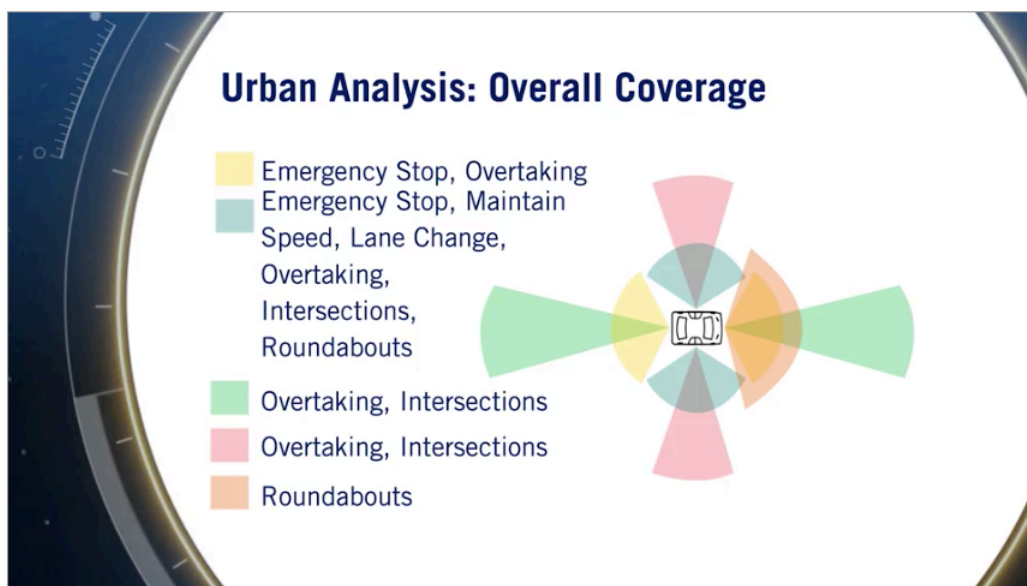 Urban Analysis: Overall Coverage
Emergency Stop, Overtaking
Emergency Stop, Maintain
Speed, Lane Change,
Overtaking,
Intersections,
Roundabouts
Overtaking, Intersections
Overtaking, Intersections
Roundabouts